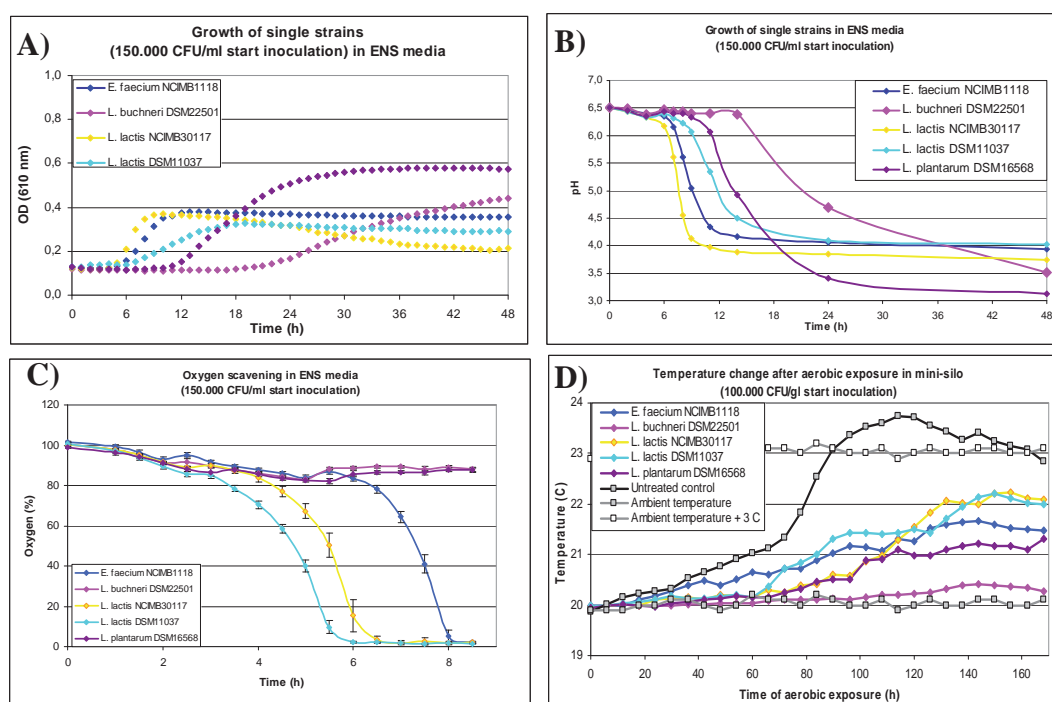 A)
Growth of single strains
(150.000 CFU/ml start inoculation) in ENS media
E. faecium NCIMB1118
L. buchneri DSM22501
L. lactis NCIMB30117
L. lactis DSM11037
OD (610 nm)
1,0
0,8
0,6
0,4
0,2
0,0
0 6 12 18 24 30 36 42 48
Time (h)
B)
Growth of single strains in ENS media
(150.000 CFU/ml start inoculation)
E. faecium NCIMB1118
L. buchneri DSM22501
L. lactis NCIMB30117
L. lactis DSM11037
L. plantarum DSM16568
pH
6,5
6,0
5,5
5,0
4,5
4,0
3,5
3,0
0 6 12 18 24 30 36 42 48
Time (h)
C)
Oxygen scavening in ENS media
(150.000 CFU/ml start inoculation)
Oxygen (%)
120
100
80
60
40
20
0
E. faecium NCIMB1118
L. buchneri DSM22501
L. lactis NCIMB30117
L. lactis DSM11037
L. plantarum DSM16568
0 2 4 6 8
Time (h)
D)
Temperature change after aerobic exposure in mini-silo
(100.000 CFU/gl start inoculation)
E. faecium NCIMB1118
L. buchneri DSM22501
L. lactis NCIMB30117
L. lactis DSM11037
L. plantarum DSM16568
Untreated control
Ambient temperature
Ambient temperature + 3 C
Temperature (C)
24
23
22
21
20
19
0 20 40 60 80 100 120 140 160
Time of aerobic exposure (h)